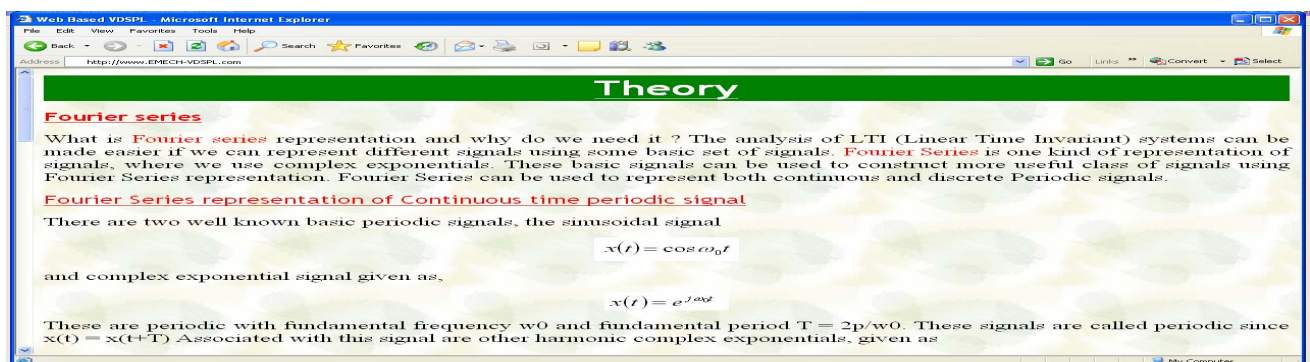 Web Based VDSPL - Microsoft Internet Explorer
File Edit View Favorites Tools Help
Back Search Favorites
Address http://www.EMECH-VDSPL.com Go Links » Convert Select
Theory
Fourier series
What is Fourier series representation and why do we need it ? The analysis of LTI (Linear Time Invariant) systems can be
made easier if we can represent different signals using some basic set of signals. Fourier Series is one kind of representation of
signals, where we use complex exponentials. These basic signals can be used to construct more useful class of signals using
Fourier Series representation. Fourier Series can be used to represent both continuous and discrete Periodic signals.
Fourier Series representation of Continuous time periodic signal
There are two well known basic periodic signals, the sinusoidal signal
x(t) = cos ω₀t
and complex exponential signal given as,
x(t) = e^{jω₀t}
These are periodic with fundamental frequency w0 and fundamental period T = 2p/w0. These signals are called periodic since
x(t) = x(t+T) Associated with this signal are other harmonic complex exponentials, given as
My Computer